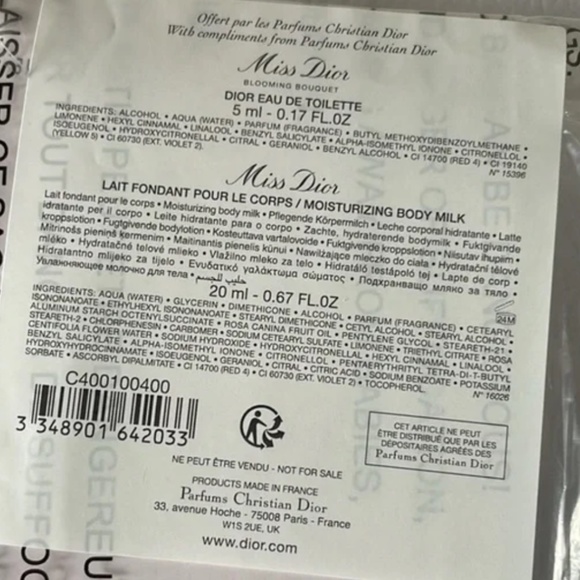 Offert par les Parfums Christian Dior
With compliments from Parfums Christian Dior
Miss Dior
BLOOMING BOUQUET
DIOR EAU DE TOILETTE
5 ml - 0.17 FL.OZ
INGREDIENTS: ALCOHOL • AQUA (WATER) • PARFUM (FRAGRANCE) • BUTYL METHOXYDIBENZOYLMETHANE •
LIMONENE • HEXYL CINNAMAL • LINALOOL • BENZYL SALICYLATE • ALPHA-ISOMETHYL IONONE • CITRONELLOL •
ISOEUGENOL • HYDROXYCITRONELLAL • CITRAL • GERANIOL • BENZYL ALCOHOL • CI 14700 (RED 4) • CI 19140
(YELLOW 5) • CI 60730 (EXT. VIOLET 2).
N° 15396
Miss Dior
LAIT FONDANT POUR LE CORPS / MOISTURIZING BODY MILK
Lait fondant pour le corps • Moisturizing body milk • Pflegende Körpermilch • Leche corporal hidratante • Latte
idratante per il corpo • Leite hidratante para o corpo • Zachte, hydraterende bodymilk • Fuktgivande
kroppslotion • Fugtgivende bodylotion • Kosteuttava vartalovoide • Fuktgivende kroppslotion • Niisutav ihupiim •
Mitrinošs pieniņš ķermenim • Maitinantis pienelis kūnui • Nawilżające mleczko do ciała • Hydratační tělové
mléko • Hydratačné telové mlieko • Vlažilno mleko za telo • Hidratáló testápoló tej • Lapte de corp •
Hidratantno mlijeko za tijelo • Ενυδατικό γαλάκτωμα σώματος • Подхранващо мляко за тяло •
Увлажняющее молочко для тела • حليب للجسم
20 ml - 0.67 FL.OZ
24M
INGREDIENTS: AQUA (WATER) • GLYCERIN • DIMETHICONE • ALCOHOL • PARFUM (FRAGRANCE) • CETEARYL
ISONONANOATE • ETHYLHEXYL ISONONANOATE • STEARYL DIMETHICONE • CETYL ALCOHOL • STEARYL ALCOHOL •
ALUMINUM STARCH OCTENYLSUCCINATE • ROSA CANINA FRUIT OIL • PENTYLENE GLYCOL • STEARETH-21 •
STEARETH-2 • CHLORPHENESIN • CARBOMER • SODIUM CETEARYL SULFATE • LIMONENE • TRIETHYL CITRATE • ROSA
CENTIFOLIA FLOWER WATER • SODIUM HYDROXIDE • HYDROXYCITRONELLAL • HEXYL CINNAMAL • LINALOOL •
BENZYL SALICYLATE • ALPHA-ISOMETHYL IONONE • CITRONELLOL • PENTAERYTHRITYL TETRA-DI-T-BUTYL
HYDROXYHYDROCINNAMATE • ISOEUGENOL • GERANIOL • CITRAL • CITRIC ACID • SODIUM BENZOATE • POTASSIUM
SORBATE • ASCORBYL DIPALMITATE • CI 14700 (RED 4) • CI 60730 (EXT. VIOLET 2) • TOCOPHEROL.
N° 16026
C400100400
3 348901 642033
CET ARTICLE NE PEUT
ÊTRE DISTRIBUÉ QUE PAR LES
DÉPOSITAIRES AGRÉÉS DES
Parfums Christian Dior
NE PEUT ÊTRE VENDU - NOT FOR SALE
PRODUCTS MADE IN FRANCE
Parfums Christian Dior
33, avenue Hoche - 75008 Paris - France
W1S 2UE, UK
www.dior.com